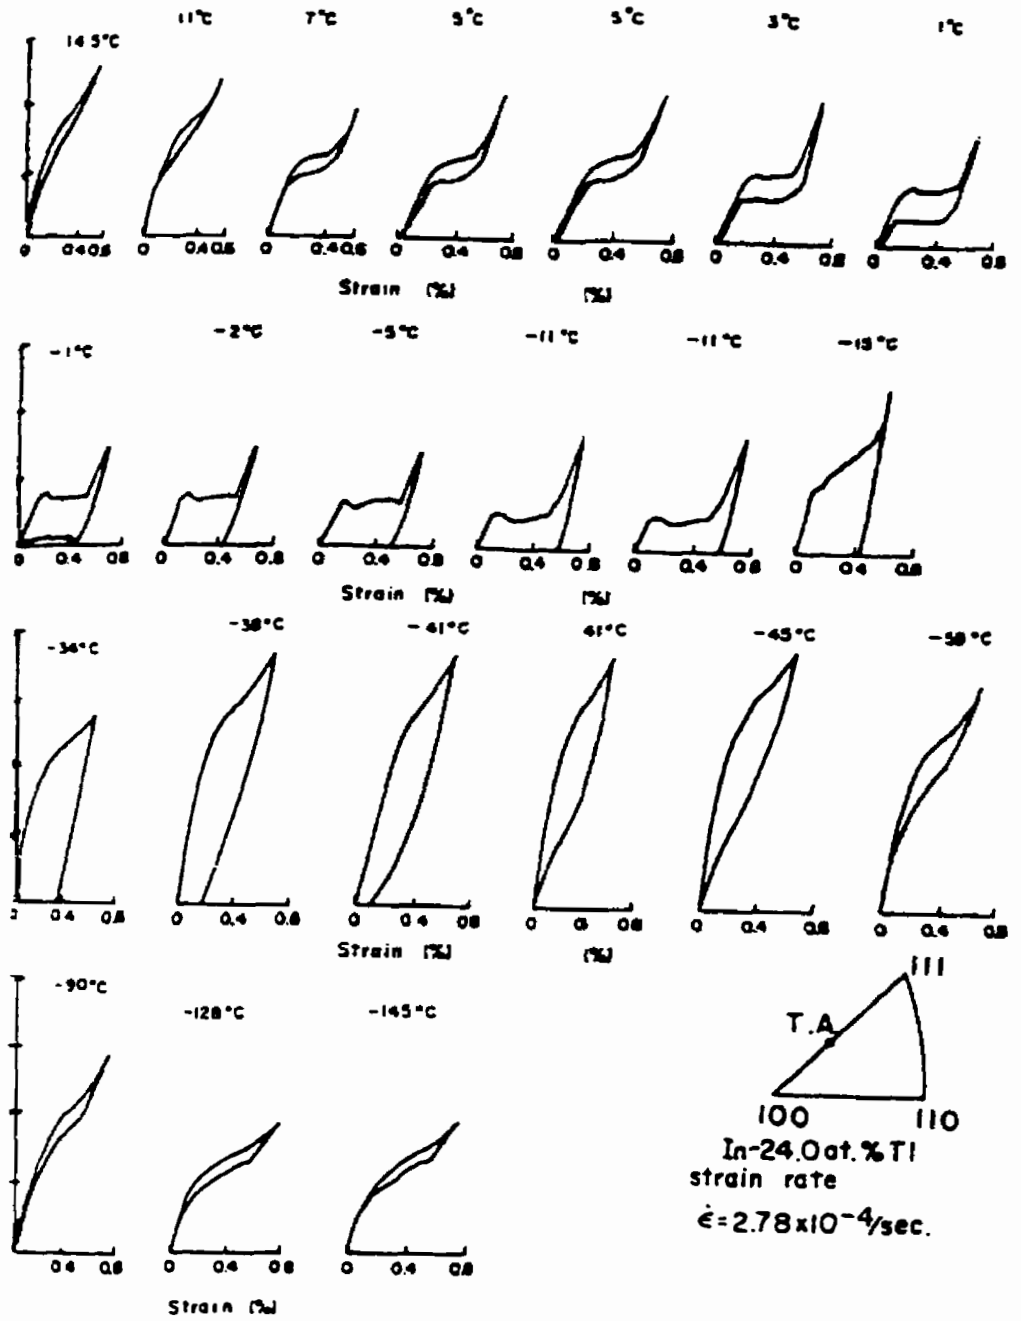 14.5°C 11°C 7°C 5°C 5°C 3°C 1°C
0 0.4 0.6 0 0.4 0.6 0 0.4 0.6 0 0.4 0.8 0 0.4 0.8 0 0.4 0.8 0 0.4 0.8
Strain [%] [%]
-1°C -2°C -5°C -11°C -11°C
0 0.4 0.8 0 0.4 0.8 0 0.4 0.8 0 0.4 0.8 0 0.4 0.8 0 0.4 0.8
Strain [%] [%]
-34°C -38°C -41°C 41°C -45°C -58°C
0.4 0.8 0 0.4 0.8 0 0.4 0.8 0 0. 0.8 0 0.4 0.8 0 0.4 0.8
Strain [%] [%]
-90°C -128°C -145°C
0.4 0.8 0 0.4 0.8 0 0.4 0.8
Strain [%]
111
T.A.
100 110
In-24.0at.%Tl
strain rate
ε̇=2.78x10⁻⁴/sec.